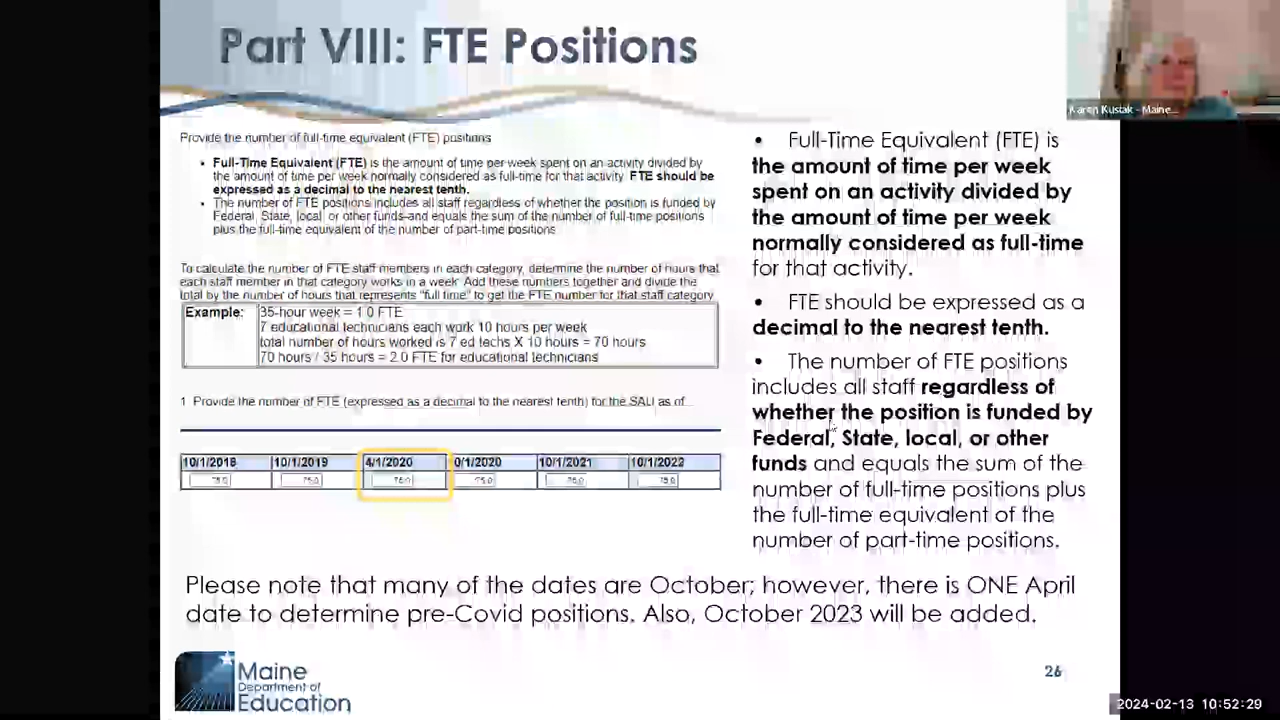 Part VIII: FTE Positions
Karen Kustak - Maine...
Provide the number of full-time equivalent (FTE) positions
• Full-Time Equivalent (FTE) is the amount of time per week spent on an activity divided by
the amount of time per week normally considered as full-time for that activity. FTE should be
expressed as a decimal to the nearest tenth.
• The number of FTE positions includes all staff regardless of whether the position is funded by
Federal, State, local, or other funds–and equals the sum of the number of full-time positions
plus the full-time equivalent of the number of part-time positions
To calculate the number of FTE staff members in each category, determine the number of hours that
each staff member in that category works in a week. Add these numbers together and divide the
total by the number of hours that represents "full time" to get the FTE number for that staff category
Example: 35-hour week = 1.0 FTE
7 educational technicians each work 10 hours per week
total number of hours worked is 7 ed techs X 10 hours = 70 hours
70 hours / 35 hours = 2.0 FTE for educational technicians
1 Provide the number of FTE (expressed as a decimal to the nearest tenth) for the SAU as of...
10/1/2018 10/1/2019 4/1/2020 0/1/2020 10/1/2021 10/1/2022
• Full-Time Equivalent (FTE) is
the amount of time per week
spent on an activity divided by
the amount of time per week
normally considered as full-time
for that activity.
• FTE should be expressed as a
decimal to the nearest tenth.
• The number of FTE positions
includes all staff regardless of
whether the position is funded by
Federal, State, local, or other
funds and equals the sum of the
number of full-time positions plus
the full-time equivalent of the
number of part-time positions.
Please note that many of the dates are October; however, there is ONE April
date to determine pre-Covid positions. Also, October 2023 will be added.
Maine
Department of
Education
26
2024-02-13 10:52:29